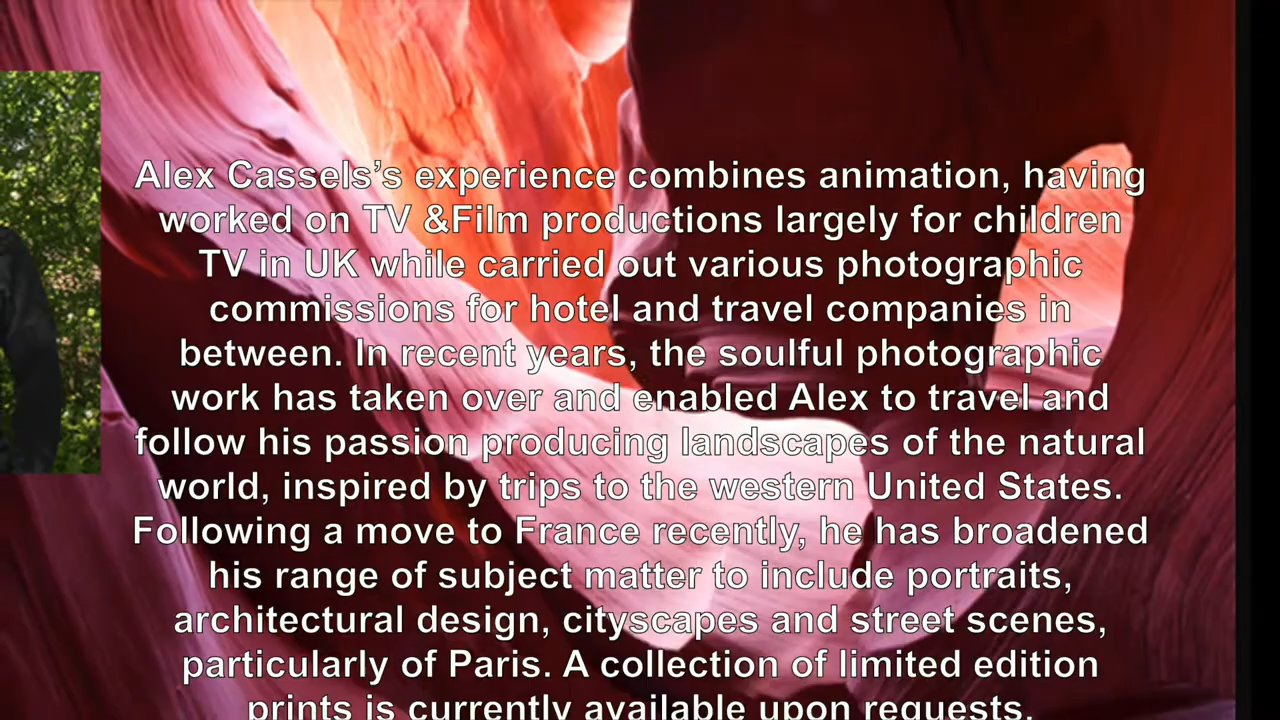 Alex Cassels’s experience combines animation, having
worked on TV &Film productions largely for children
TV in UK while carried out various photographic
commissions for hotel and travel companies in
between. In recent years, the soulful photographic
work has taken over and enabled Alex to travel and
follow his passion producing landscapes of the natural
world, inspired by trips to the western United States.
Following a move to France recently, he has broadened
his range of subject matter to include portraits,
architectural design, cityscapes and street scenes,
particularly of Paris. A collection of limited edition
prints is currently available upon requests.